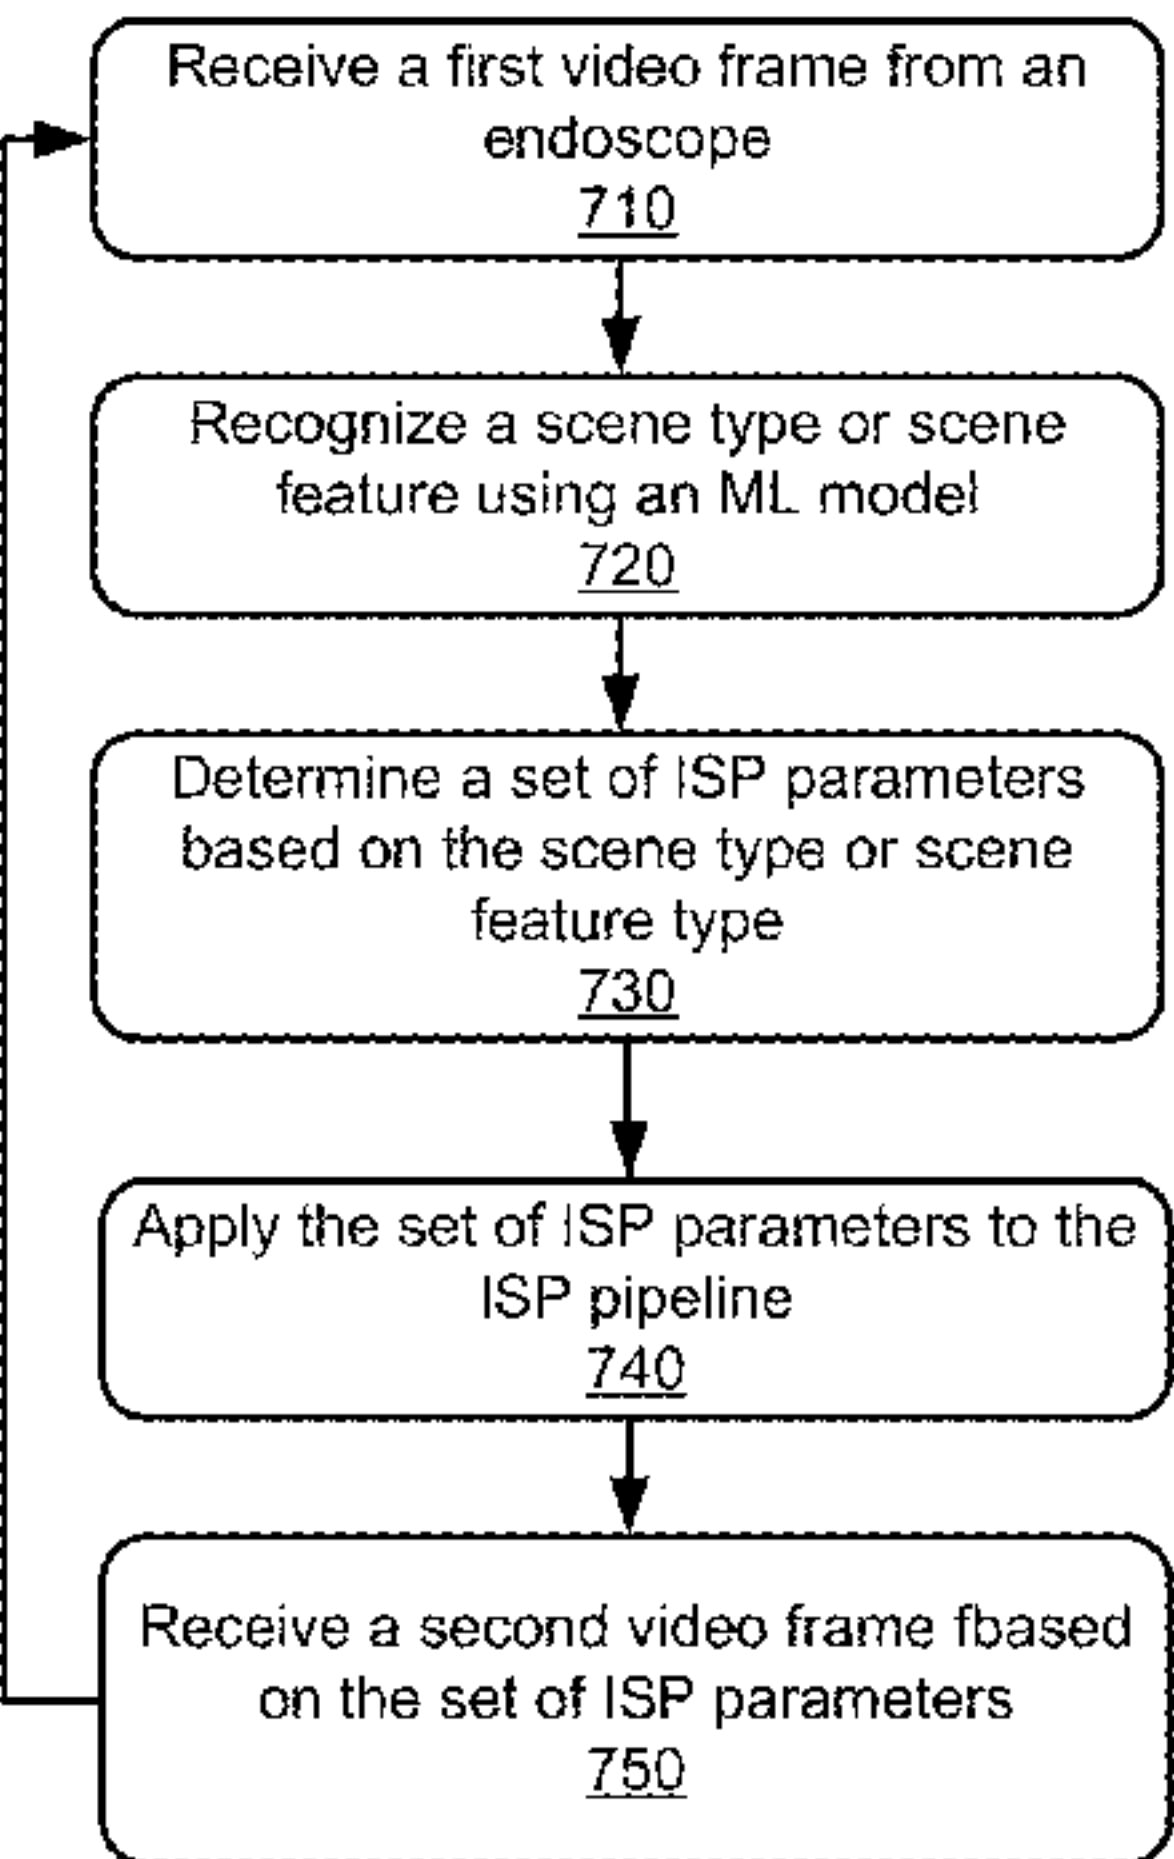 Receive a first video frame from an
endoscope
710
Recognize a scene type or scene
feature using an ML model
720
Determine a set of ISP parameters
based on the scene type or scene
feature type
730
Apply the set of ISP parameters to the
ISP pipeline
740
Receive a second video frame fbased
on the set of ISP parameters
750